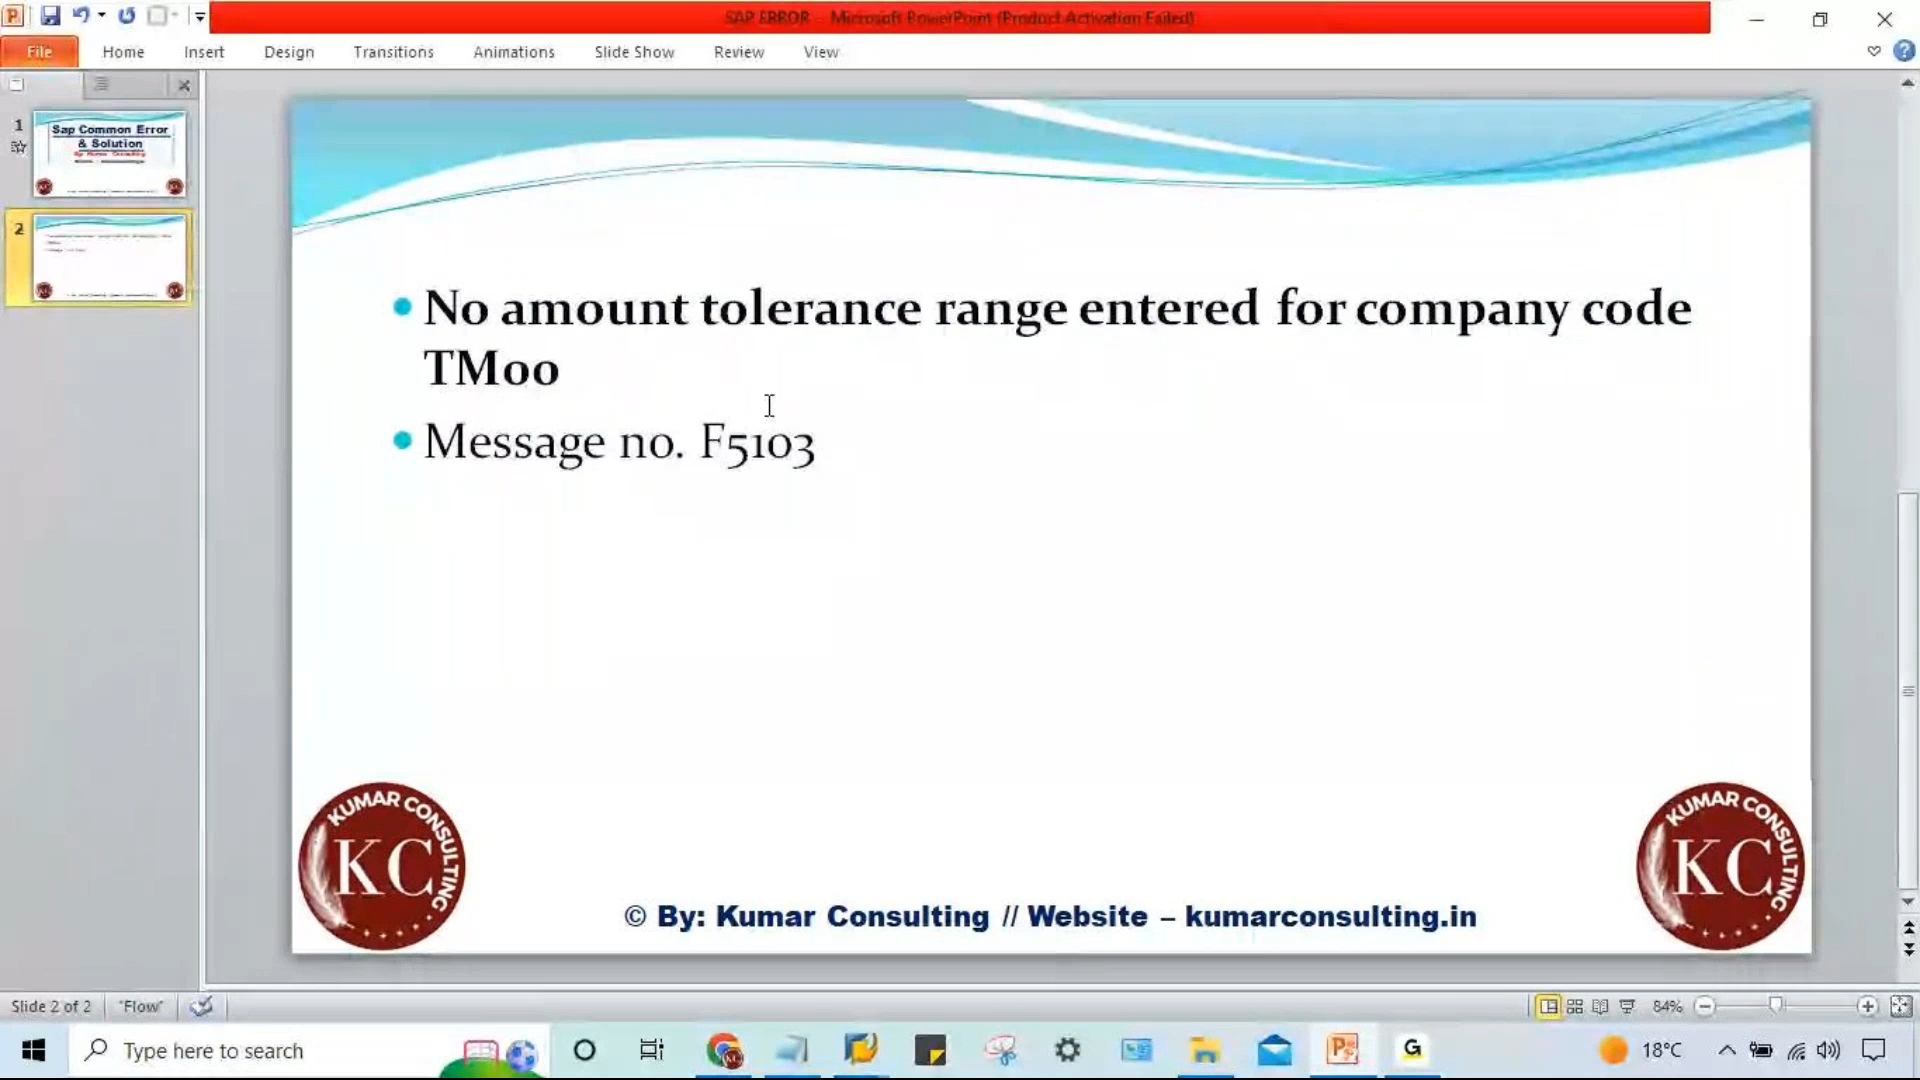 SAP ERROR - Microsoft PowerPoint (Product Activation Failed)
File Home Insert Design Transitions Animations Slide Show Review View
1
Sap Common Error
& Solution
2
No amount tolerance range entered for company code
TM00
Message no. F5103
KUMAR CONSULTING
KC
KUMAR CONSULTING
KC
© By: Kumar Consulting // Website – kumarconsulting.in
Slide 2 of 2 "Flow" 84%
Type here to search 18°C